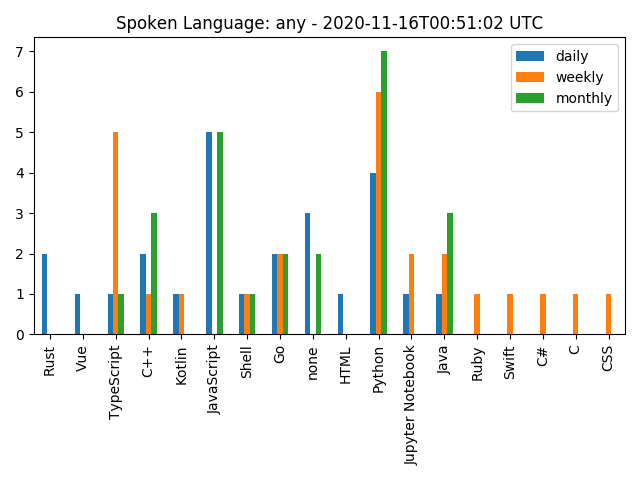 Spoken Language: any - 2020-11-16T00:51:02 UTC
daily
weekly
monthly
7
6
5
4
3
2
1
0
Rust
Vue
TypeScript
C++
Kotlin
JavaScript
Shell
Go
none
HTML
Python
Jupyter Notebook
Java
Ruby
Swift
C#
C
CSS